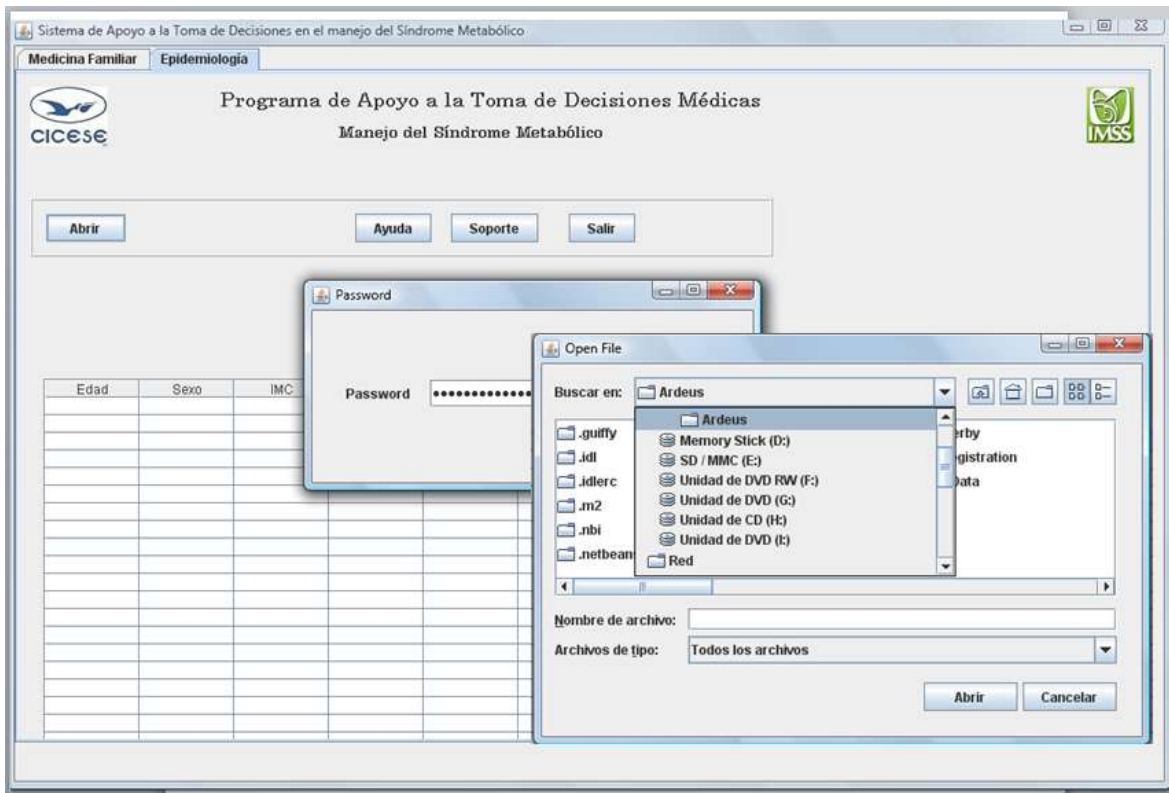 Sistema de Apoyo a la Toma de Decisiones en el manejo del Síndrome Metabólico
Medicina Familiar Epidemiología
CICESE
Programa de Apoyo a la Toma de Decisiones Médicas
Manejo del Síndrome Metabólico
IMSS
Abrir Ayuda Soporte Salir
Password
Password
Edad Sexo IMC
Open File
Buscar en: Ardeus
Ardeus
Memory Stick (D:)
SD / MMC (E:)
Unidad de DVD RW (F:)
Unidad de DVD (G:)
Unidad de CD (H:)
Unidad de DVD (I:)
Red
.guiffy
.idl
.idlerc
.m2
.nbi
.netbean
erby
gistration
Data
Nombre de archivo:
Archivos de tipo: Todos los archivos
Abrir Cancelar